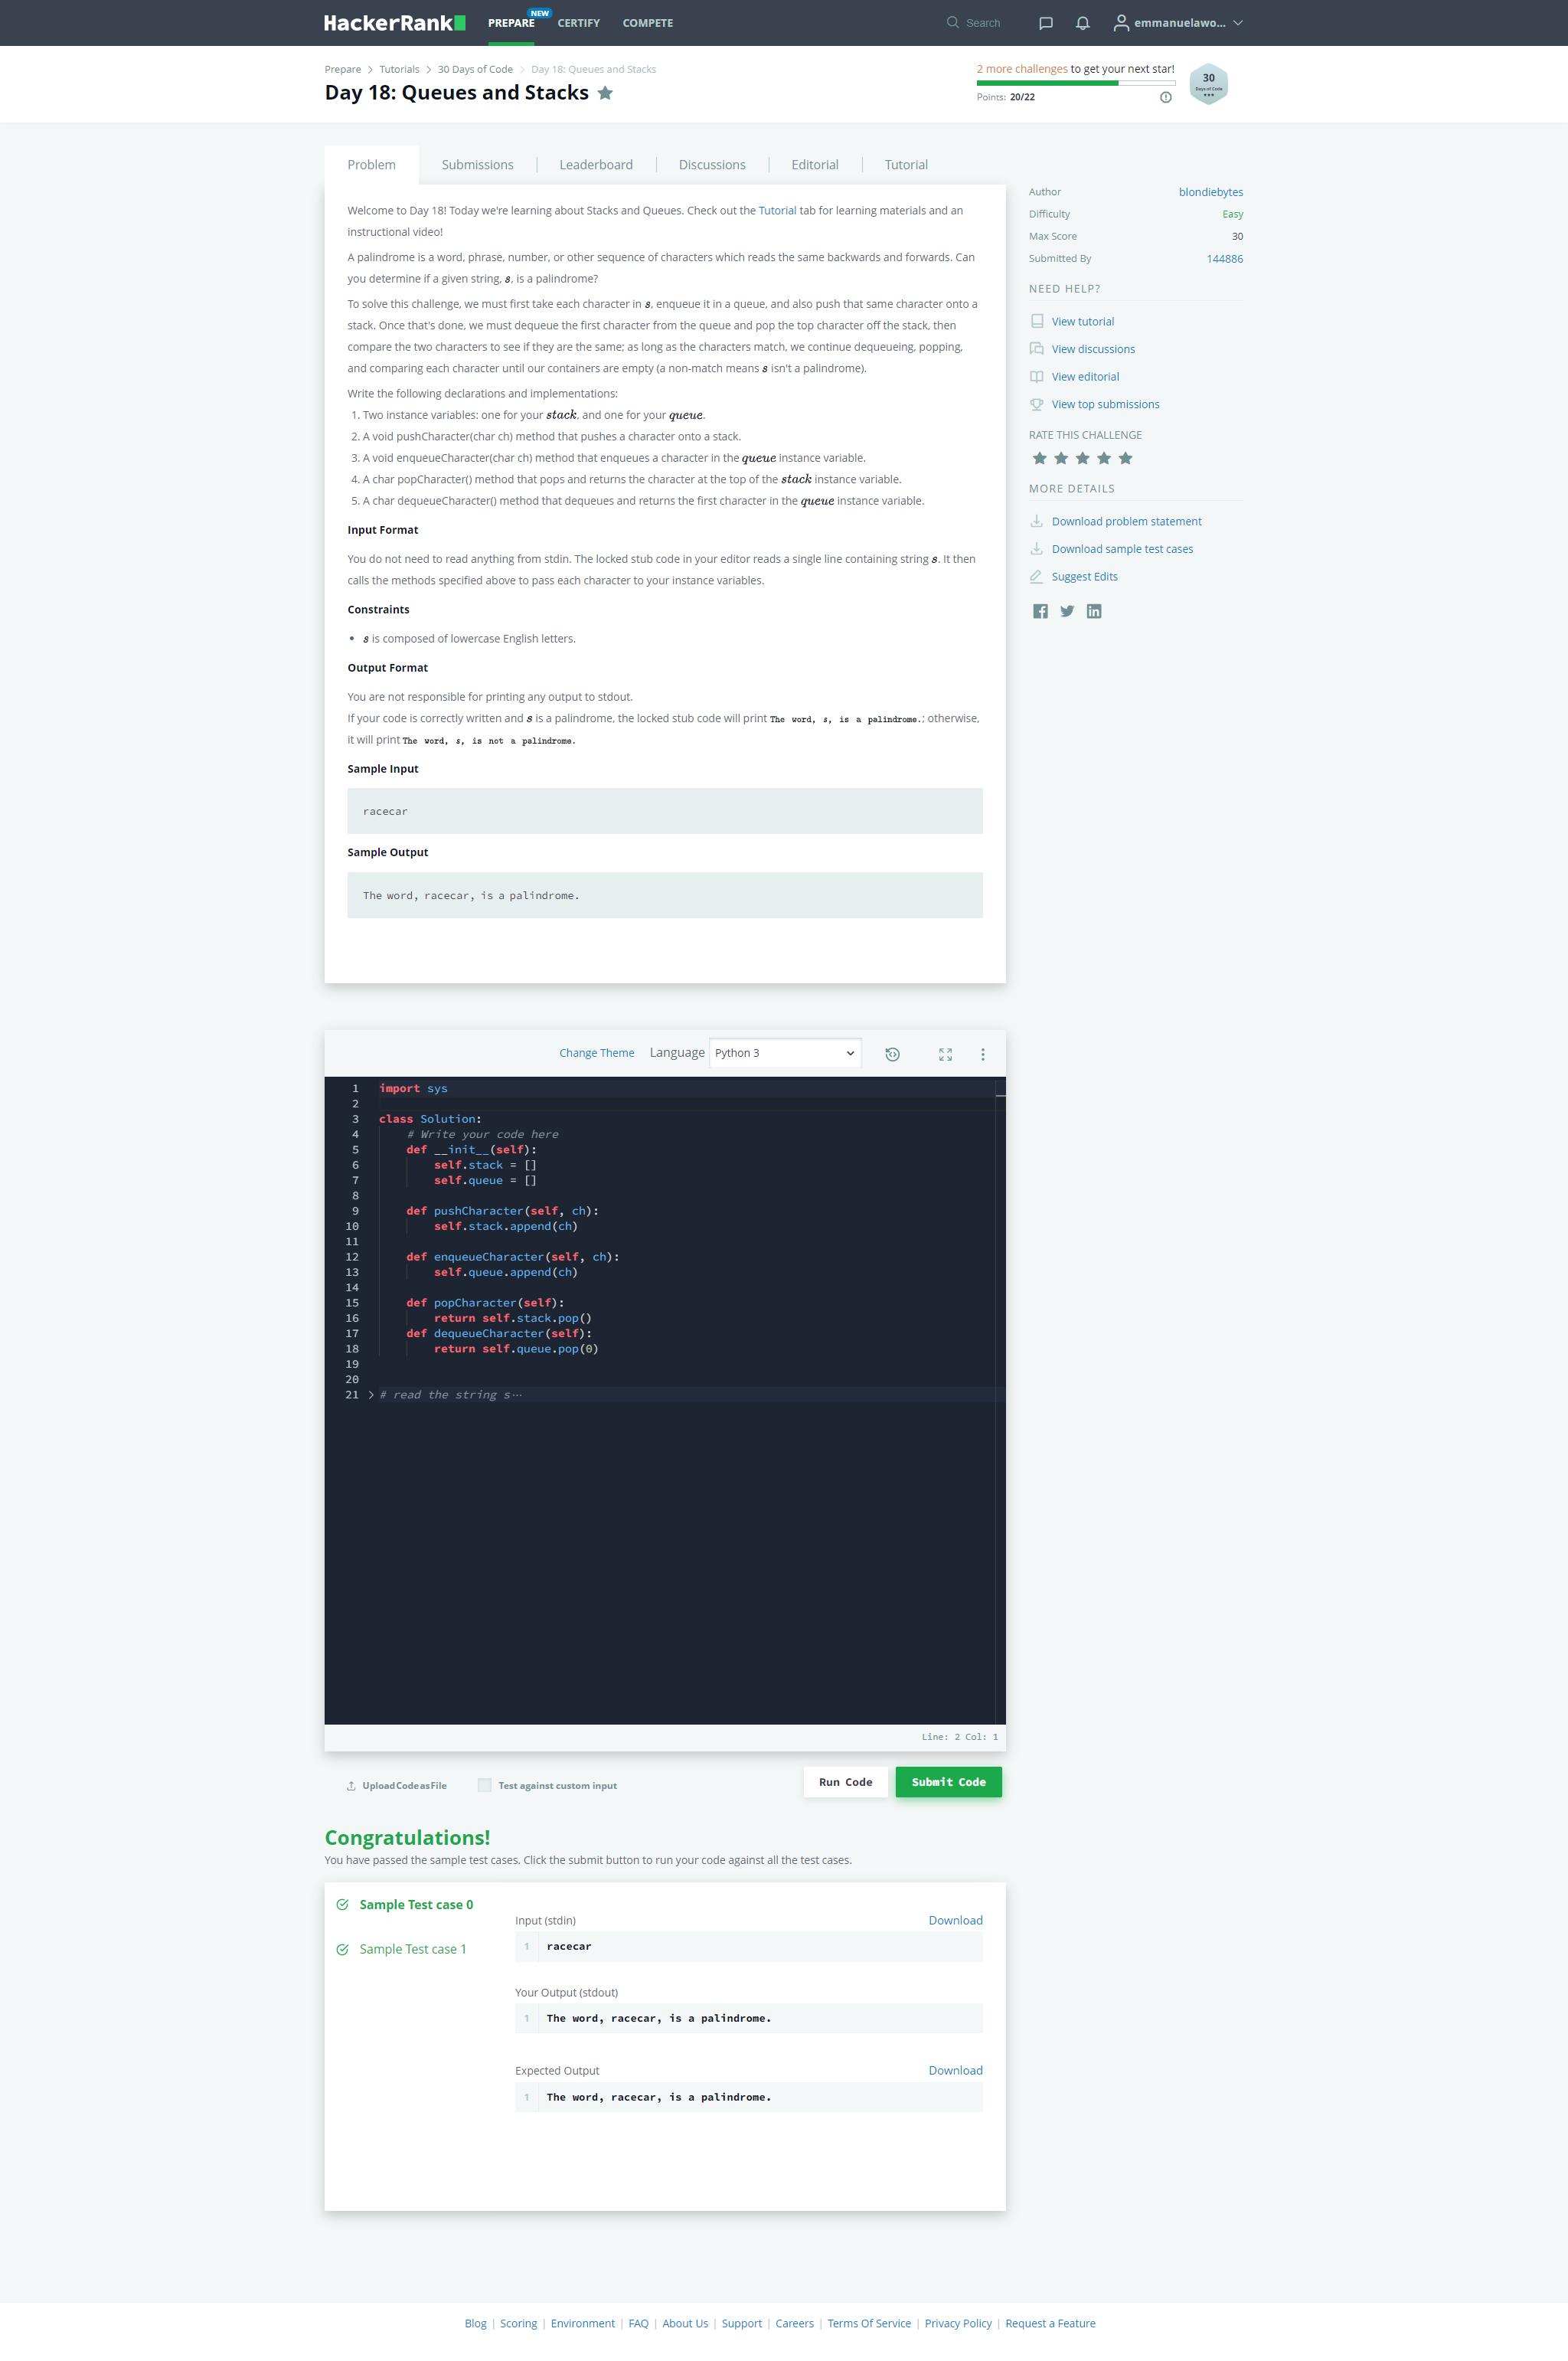 HackerRank
PREPARE
NEW
CERTIFY
COMPETE
Search
emmanuelawo...
Prepare > Tutorials > 30 Days of Code > Day 18: Queues and Stacks
Day 18: Queues and Stacks
2 more challenges to get your next star!
Points: 20/22
30
Days of Code
Problem
Submissions
Leaderboard
Discussions
Editorial
Tutorial
Welcome to Day 18! Today we're learning about Stacks and Queues. Check out the Tutorial tab for learning materials and an
instructional video!
A palindrome is a word, phrase, number, or other sequence of characters which reads the same backwards and forwards. Can
you determine if a given string, s, is a palindrome?
To solve this challenge, we must first take each character in s, enqueue it in a queue, and also push that same character onto a
stack. Once that's done, we must dequeue the first character from the queue and pop the top character off the stack, then
compare the two characters to see if they are the same; as long as the characters match, we continue dequeueing, popping,
and comparing each character until our containers are empty (a non-match means s isn't a palindrome).
Write the following declarations and implementations:
1. Two instance variables: one for your stack, and one for your queue.
2. A void pushCharacter(char ch) method that pushes a character onto a stack.
3. A void enqueueCharacter(char ch) method that enqueues a character in the queue instance variable.
4. A char popCharacter() method that pops and returns the character at the top of the stack instance variable.
5. A char dequeueCharacter() method that dequeues and returns the first character in the queue instance variable.
Input Format
You do not need to read anything from stdin. The locked stub code in your editor reads a single line containing string s. It then
calls the methods specified above to pass each character to your instance variables.
Constraints
• s is composed of lowercase English letters.
Output Format
You are not responsible for printing any output to stdout.
If your code is correctly written and s is a palindrome, the locked stub code will print The word, s, is a palindrome.; otherwise,
it will print The word, s, is not a palindrome.
Sample Input
racecar
Sample Output
The word, racecar, is a palindrome.
Author blondiebytes
Difficulty Easy
Max Score 30
Submitted By 144886
NEED HELP?
View tutorial
View discussions
View editorial
View top submissions
RATE THIS CHALLENGE
MORE DETAILS
Download problem statement
Download sample test cases
Suggest Edits
Change Theme
Language
Python 3
1 import sys
2
3 class Solution:
4 # Write your code here
5 def __init__(self):
6 self.stack = []
7 self.queue = []
8
9 def pushCharacter(self, ch):
10 self.stack.append(ch)
11
12 def enqueueCharacter(self, ch):
13 self.queue.append(ch)
14
15 def popCharacter(self):
16 return self.stack.pop()
17 def dequeueCharacter(self):
18 return self.queue.pop(0)
19
20
21 > # read the string s···
Line: 2 Col: 1
Upload Code as File
Test against custom input
Run Code
Submit Code
Congratulations!
You have passed the sample test cases. Click the submit button to run your code against all the test cases.
Sample Test case 0
Sample Test case 1
Input (stdin)
Download
1 racecar
Your Output (stdout)
1 The word, racecar, is a palindrome.
Expected Output
Download
1 The word, racecar, is a palindrome.
Blog | Scoring | Environment | FAQ | About Us | Support | Careers | Terms Of Service | Privacy Policy | Request a Feature